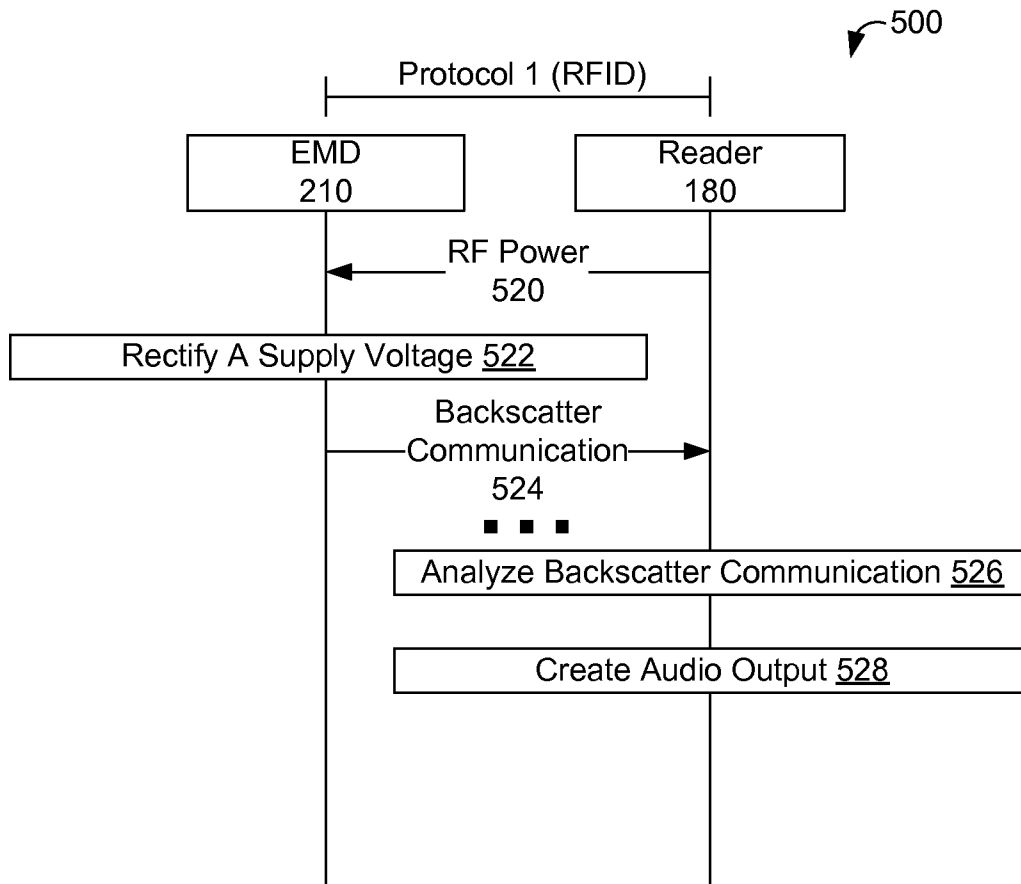 500
Protocol 1 (RFID)
EMD
210
Reader
180
RF Power
520
Rectify A Supply Voltage 522
Backscatter
Communication
524
Analyze Backscatter Communication 526
Create Audio Output 528